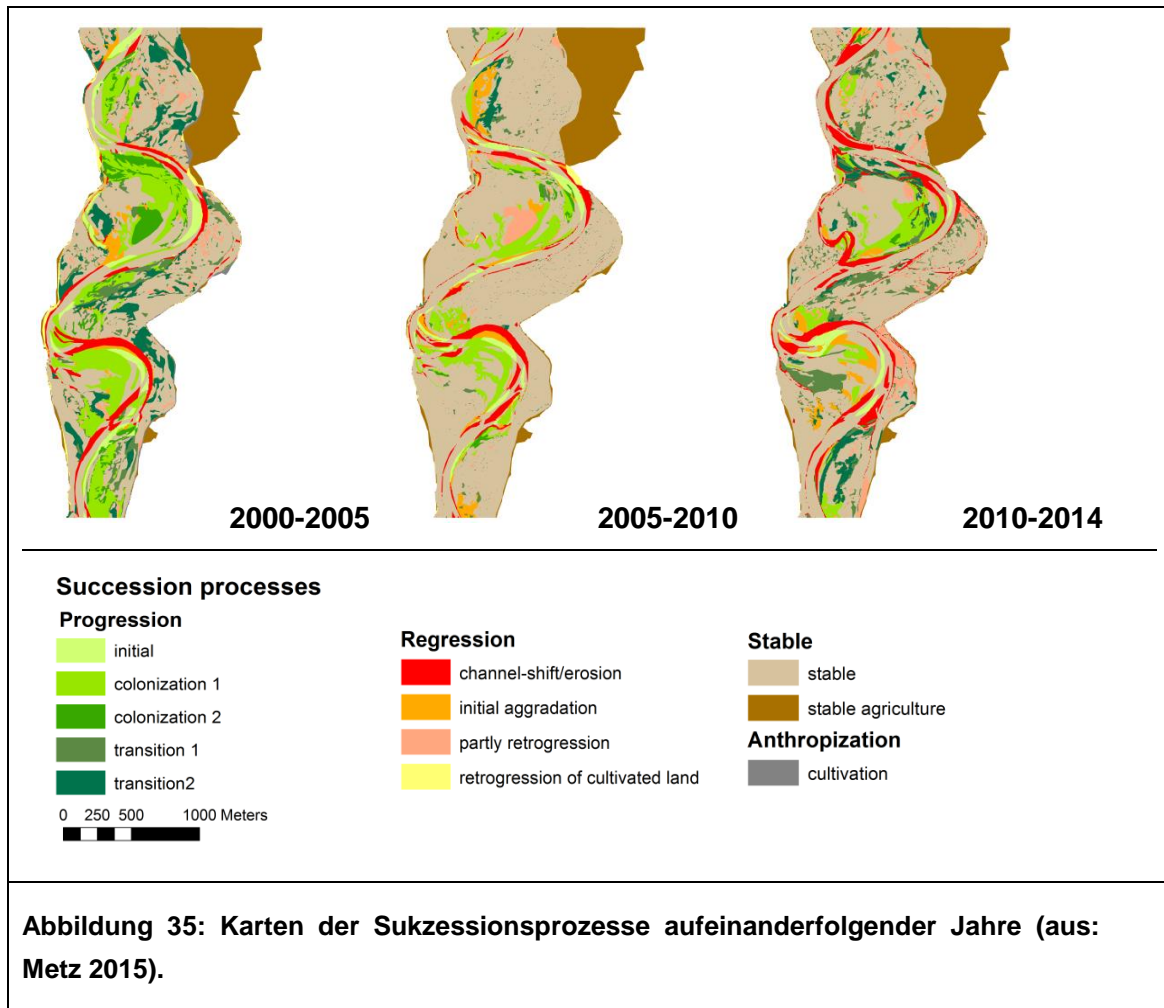 2000-2005
2005-2010
2010-2014
Succession processes
Progression
initial
colonization 1
colonization 2
transition 1
transition2
0 250 500 1000 Meters
Regression
channel-shift/erosion
initial aggradation
partly retrogression
retrogression of cultivated land
Stable
stable
stable agriculture
Anthropization
cultivation
Abbildung 35: Karten der Sukzessionsprozesse aufeinanderfolgender Jahre (aus:
Metz 2015).